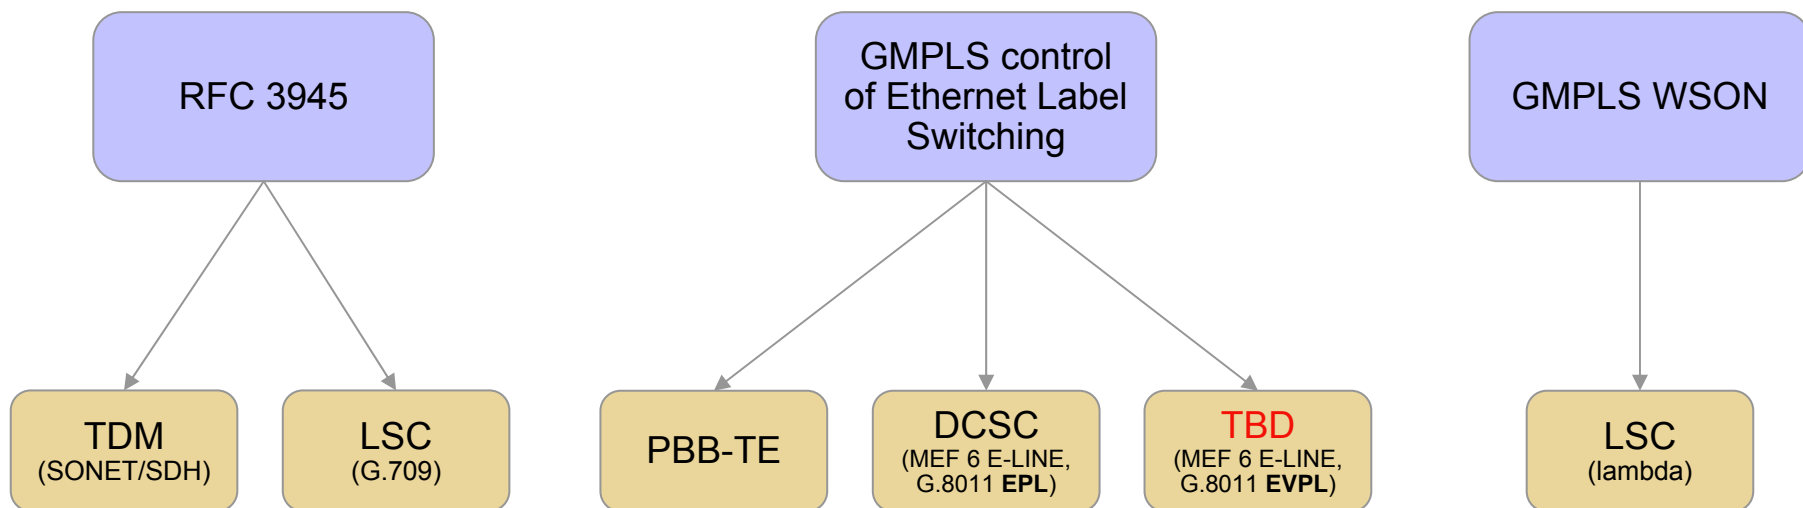 RFC 3945
GMPLS control
of Ethernet Label
Switching
GMPLS WSON
TDM
(SONET/SDH)
LSC
(G.709)
PBB-TE
DCSC
(MEF 6 E-LINE,
G.8011 EPL)
TBD
(MEF 6 E-LINE,
G.8011 EVPL)
LSC
(lambda)